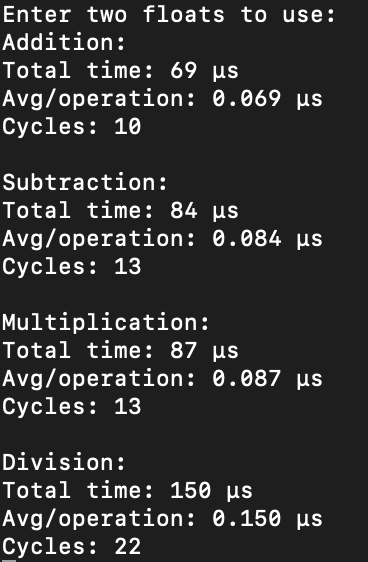 Enter two floats to use:
Addition:
Total time: 69 µs
Avg/operation: 0.069 µs
Cycles: 10
Subtraction:
Total time: 84 µs
Avg/operation: 0.084 µs
Cycles: 13
Multiplication:
Total time: 87 µs
Avg/operation: 0.087 µs
Cycles: 13
Division:
Total time: 150 µs
Avg/operation: 0.150 µs
Cycles: 22